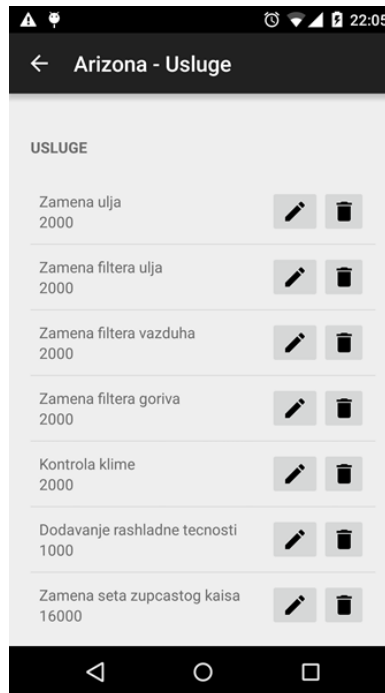 22:05
Arizona - Usluge
USLUGE
Zamena ulja
2000
Zamena filtera ulja
2000
Zamena filtera vazduha
2000
Zamena filtera goriva
2000
Kontrola klime
2000
Dodavanje rashladne tecnosti
1000
Zamena seta zupcastog kaisa
16000